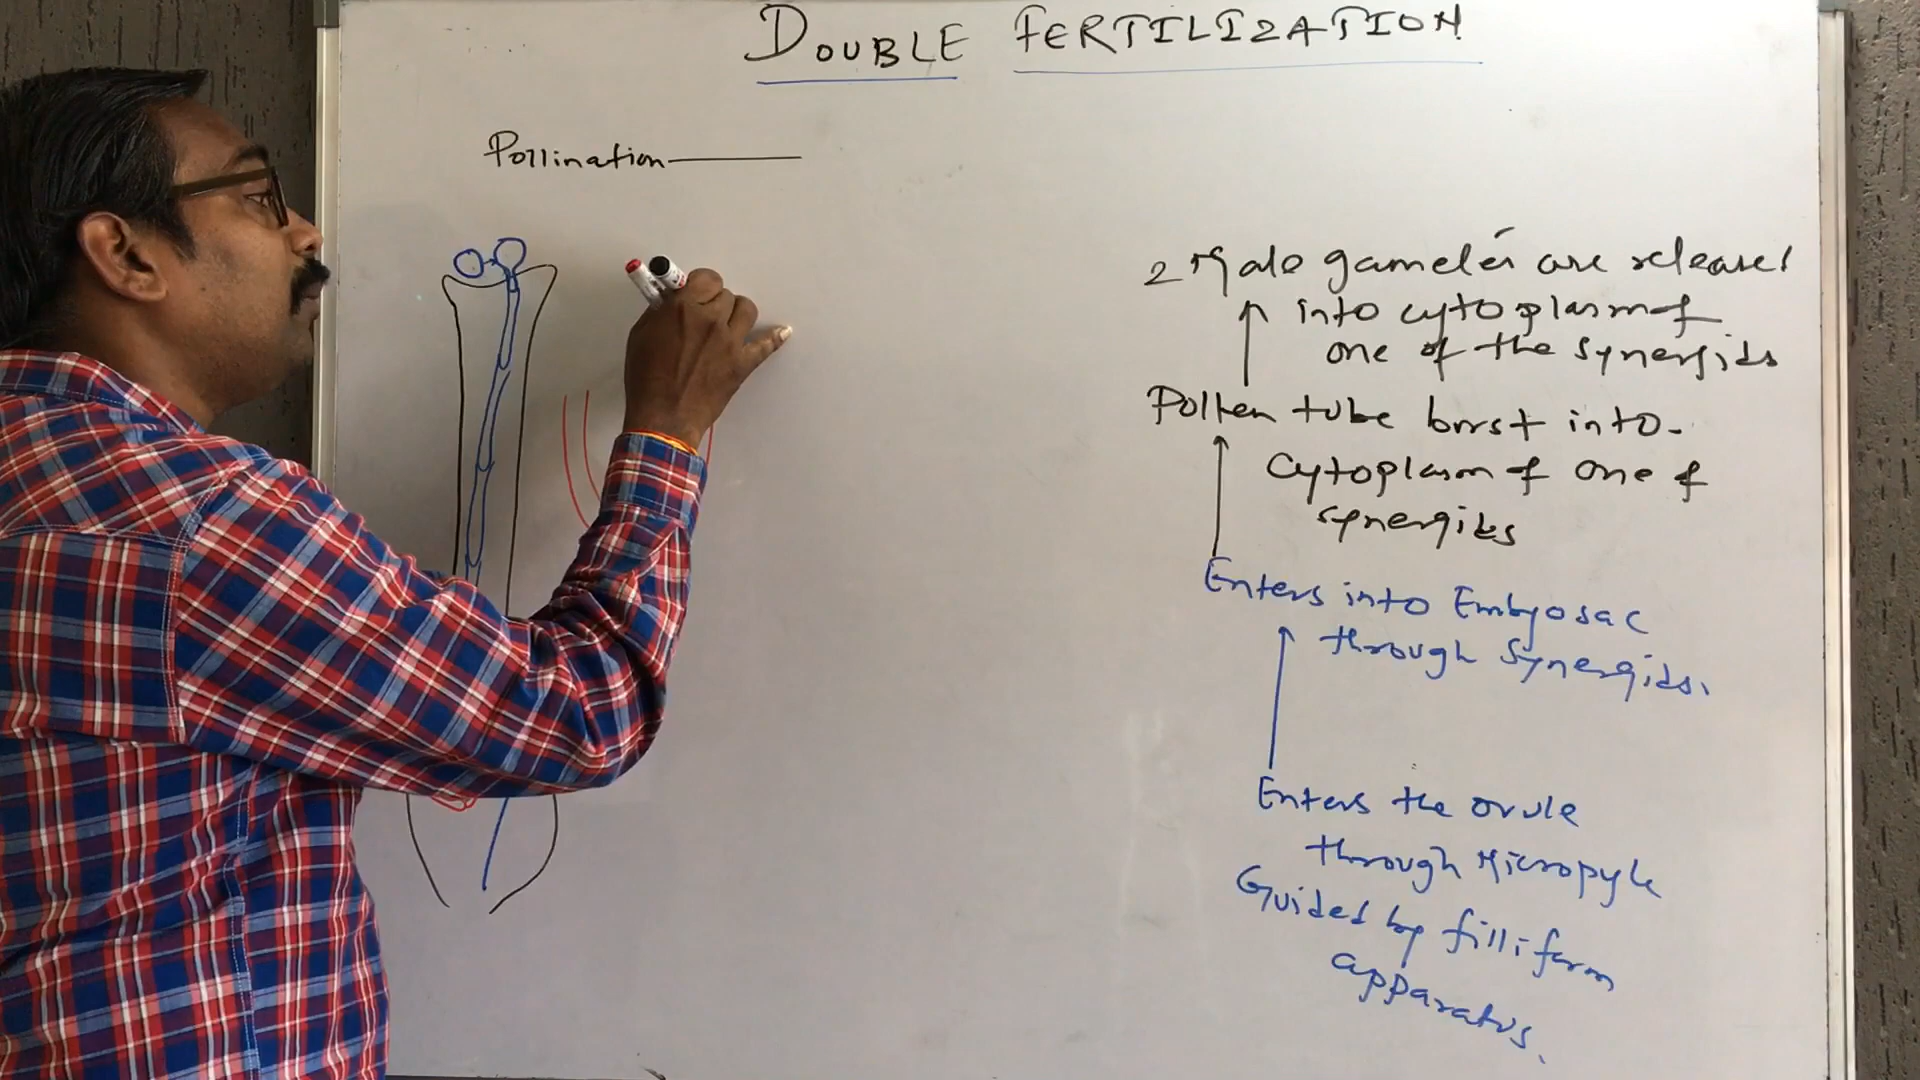 DOUBLE FERTILIZATION
Pollination
2 Male gametes are released
into cytoplasm of
one of the synergids
Pollen tube burst into
cytoplasm of one of
synergids
Enters into Embyosac
through Synergids.
Enters the ovule
through Micropyle
Guided by filliform
apparatus.